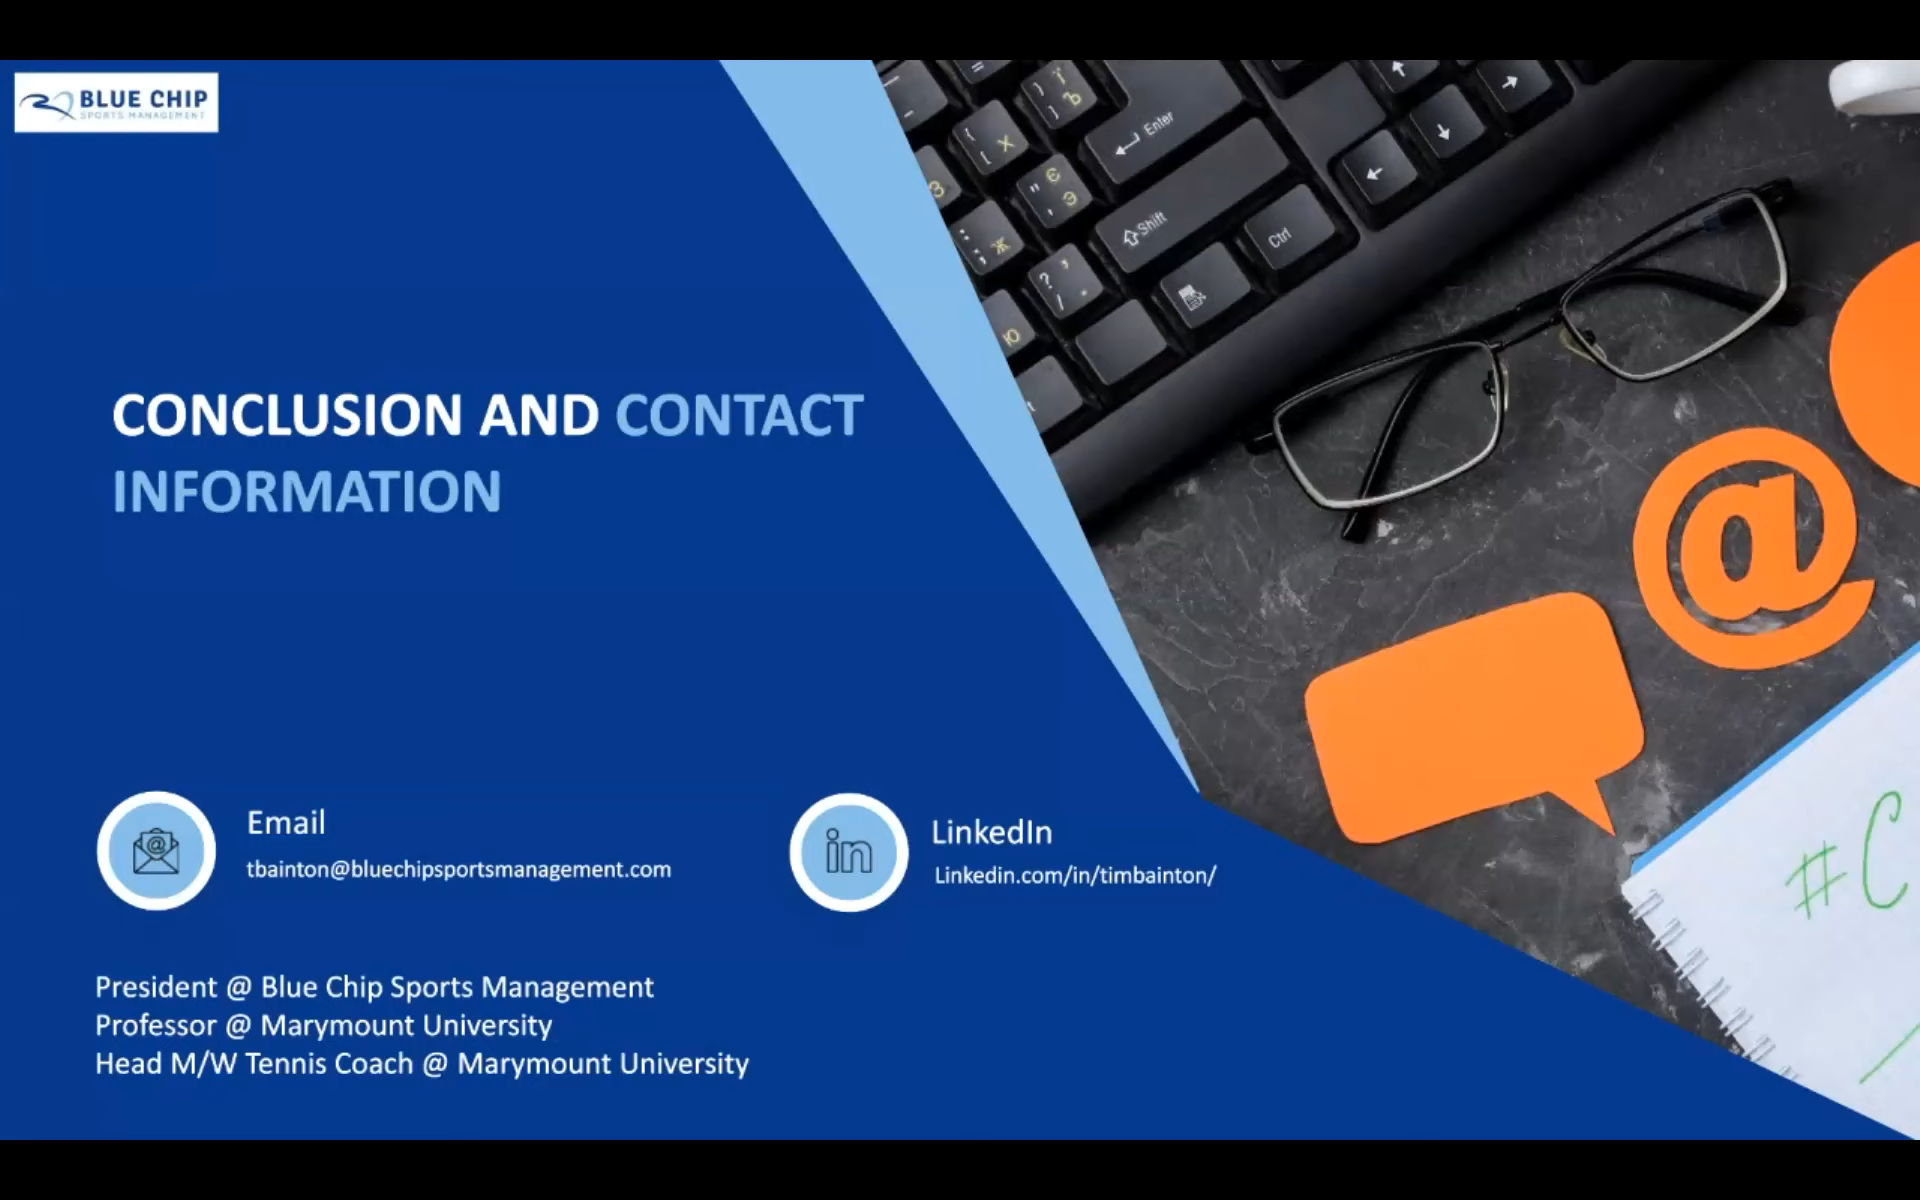 BLUE CHIP
SPORTS MANAGEMENT
CONCLUSION AND CONTACT
INFORMATION
Email
tbainton@bluechipsportsmanagement.com
LinkedIn
Linkedin.com/in/timbainton/
President @ Blue Chip Sports Management
Professor @ Marymount University
Head M/W Tennis Coach @ Marymount University
Enter
Shift
Ctrl
@
#C